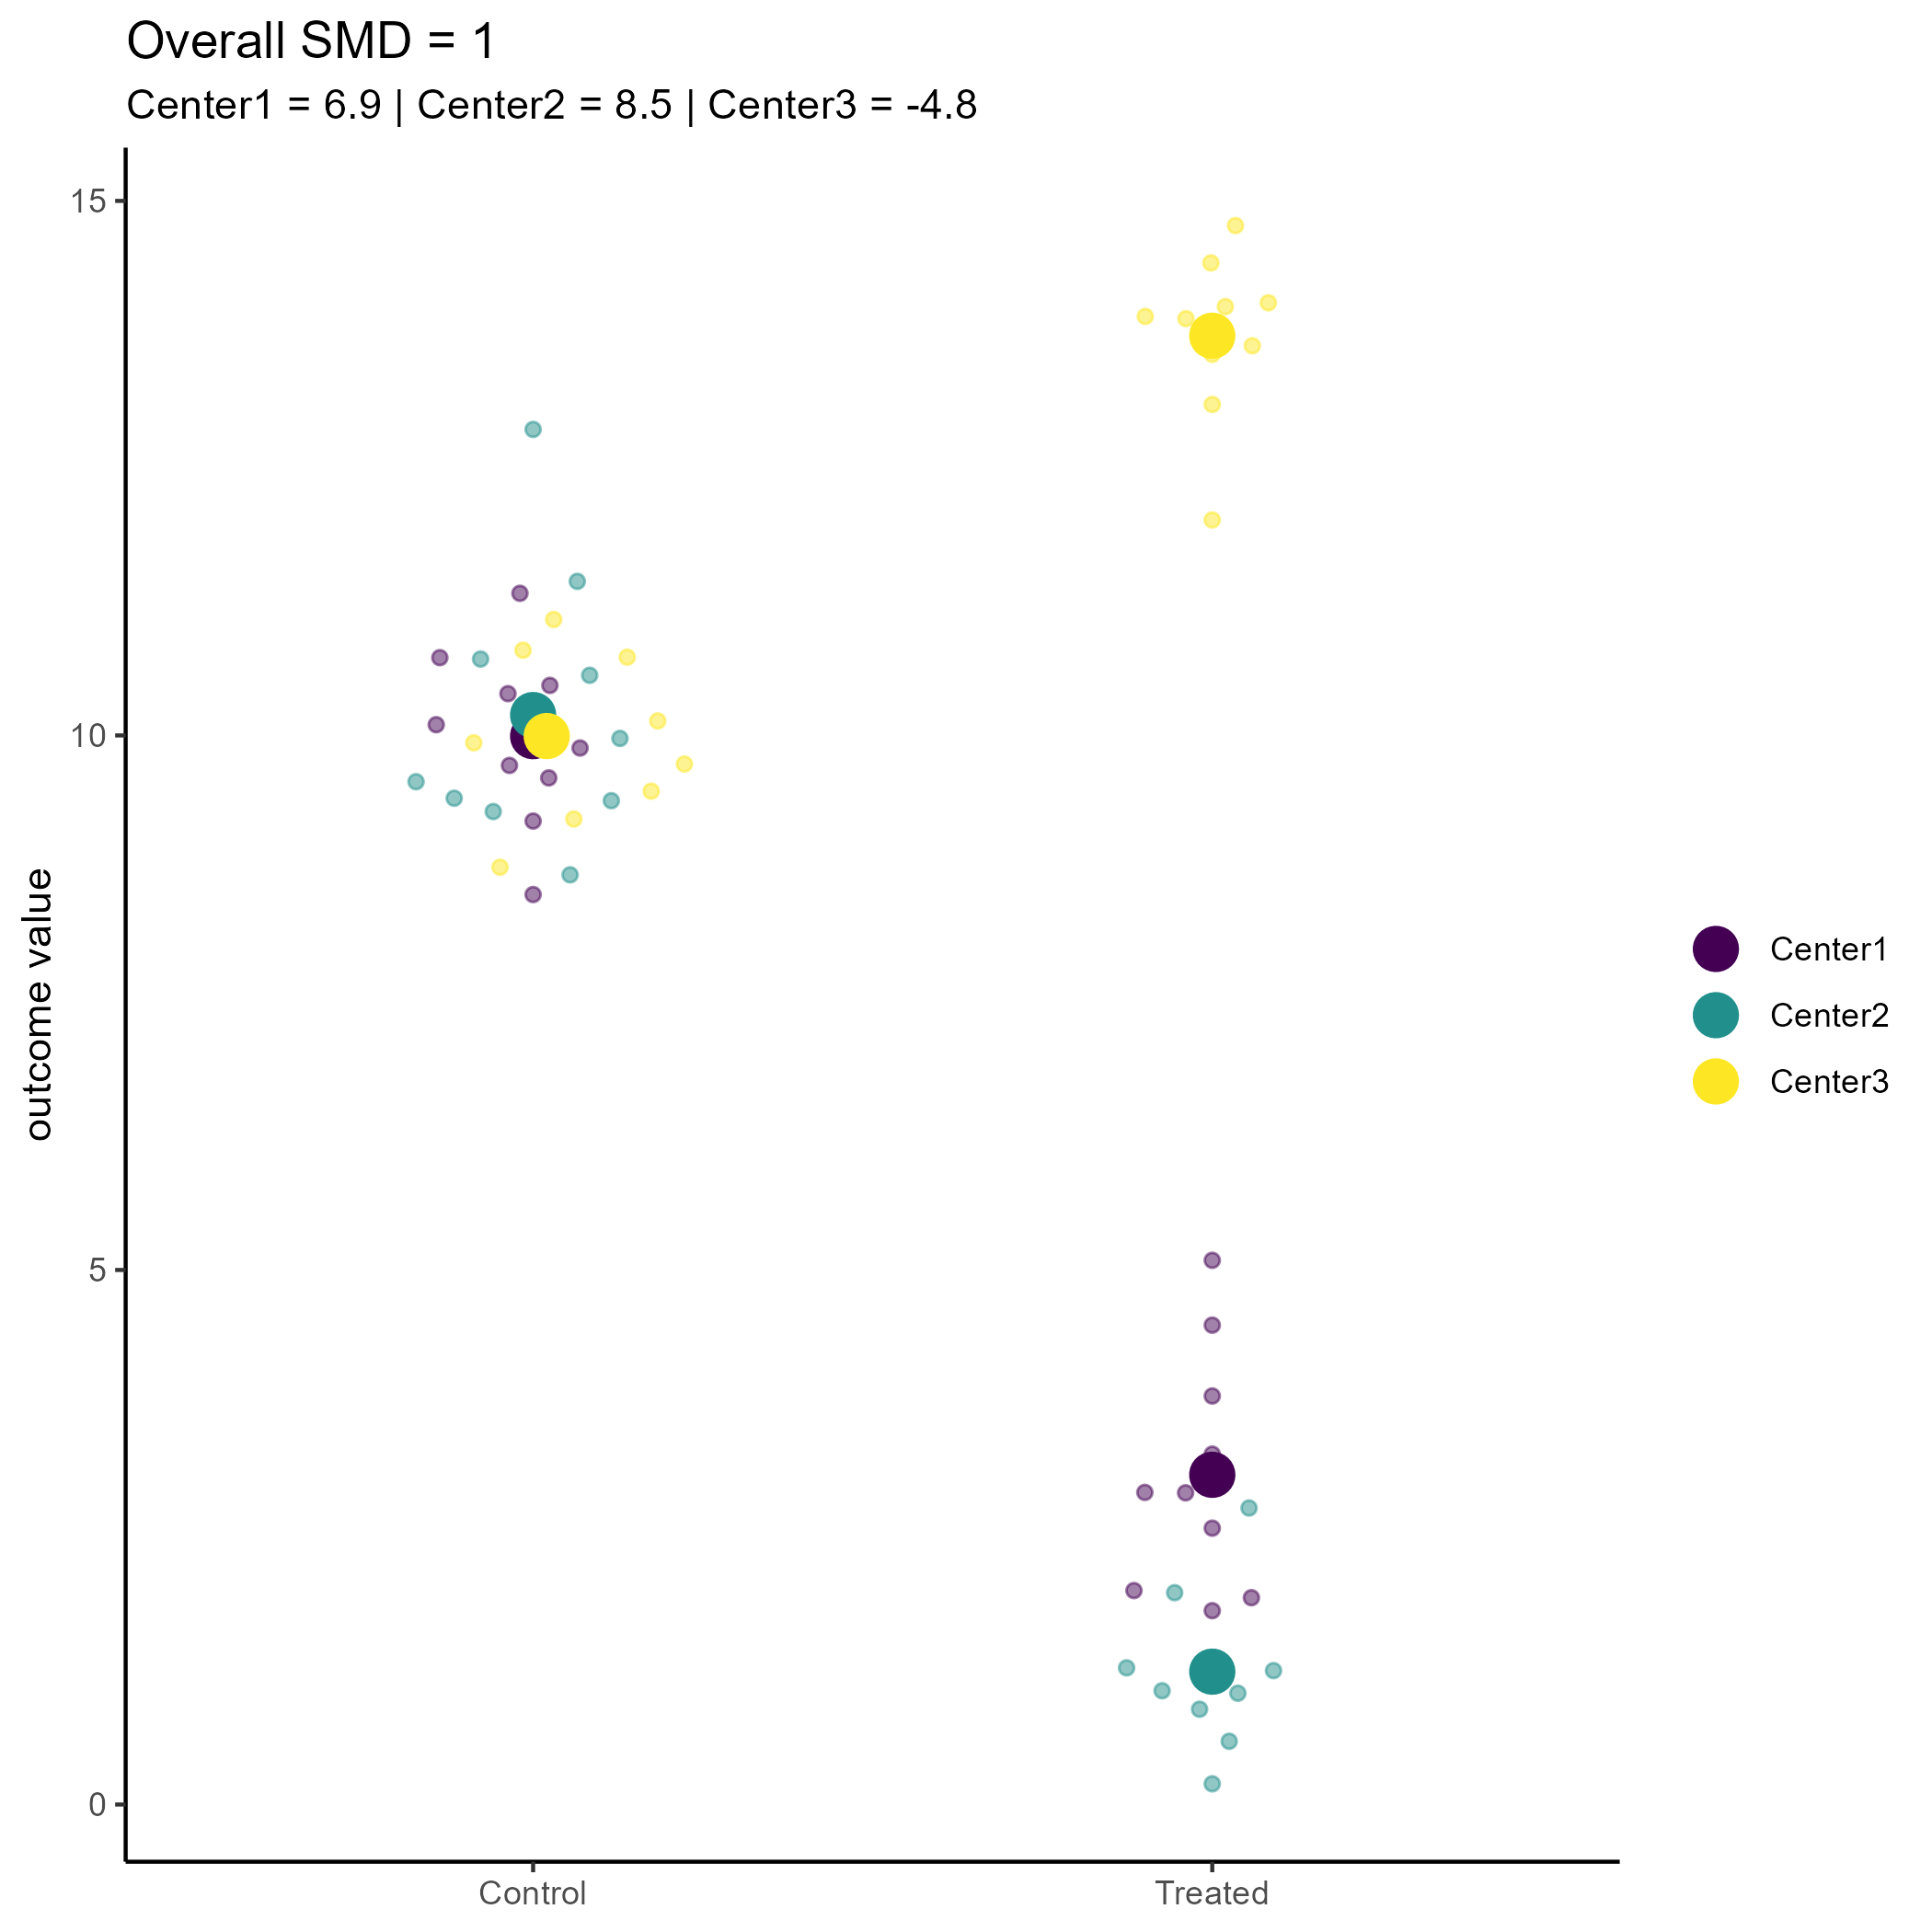 Overall SMD = 1
Center1 = 6.9 | Center2 = 8.5 | Center3 = -4.8
15
10
5
0
outcome value
Control
Treated
Center1
Center2
Center3